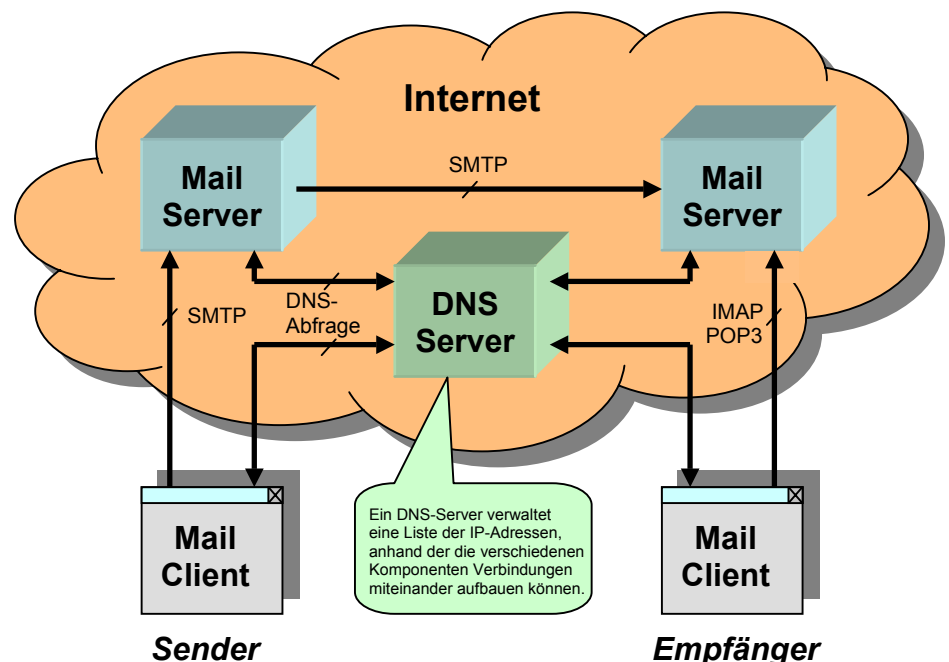 Internet
Mail
Server
SMTP
Mail
Server
DNS
Server
DNS-
Abfrage
SMTP
IMAP
POP3
Ein DNS-Server verwaltet
eine Liste der IP-Adressen,
anhand der die verschiedenen
Komponenten Verbindungen
miteinander aufbauen können.
Mail
Client
Mail
Client
Sender
Empfänger